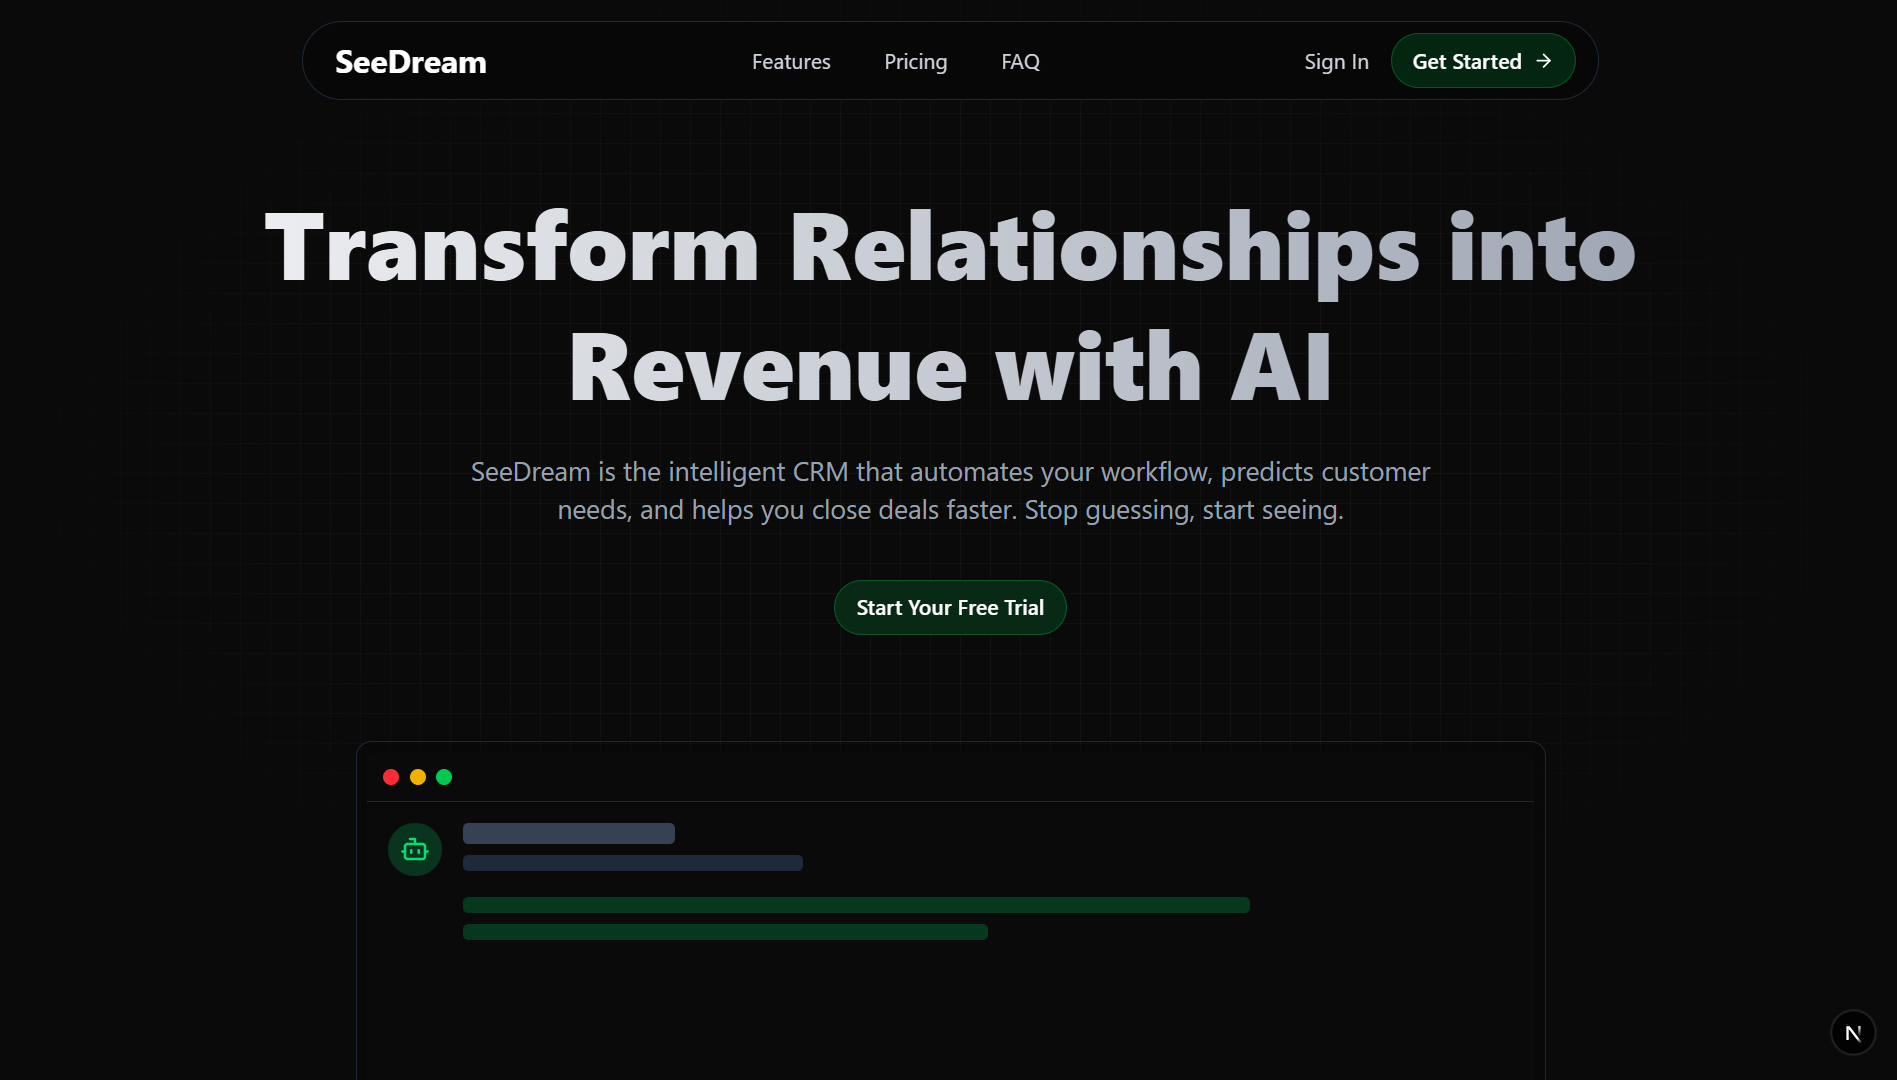 SeeDream
Features
Pricing
FAQ
Sign In
Get Started →
Transform Relationships into
Revenue with AI
SeeDream is the intelligent CRM that automates your workflow, predicts customer
needs, and helps you close deals faster. Stop guessing, start seeing.
Start Your Free Trial
N